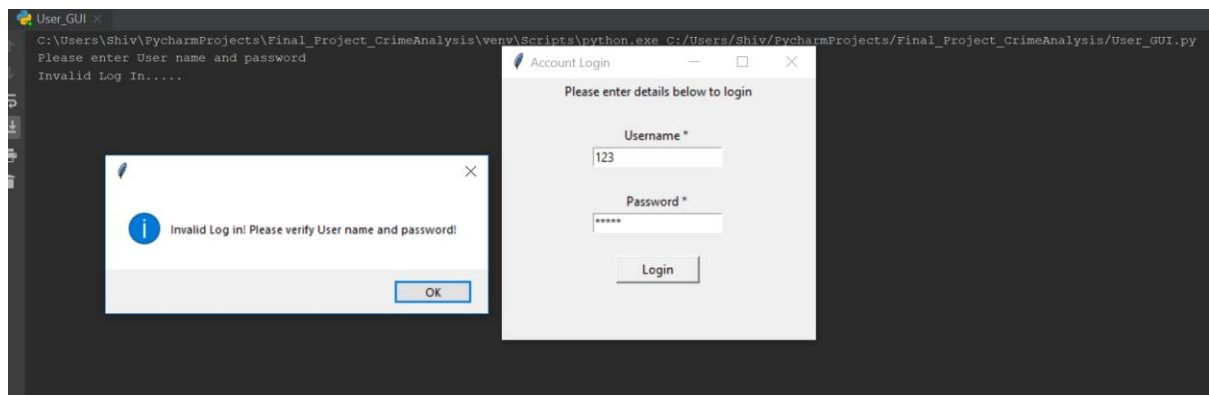 User_GUI
C:\Users\Shiv\PycharmProjects\Final_Project_CrimeAnalysis\venv\Scripts\python.exe C:/Users/Shiv/PycharmProjects/Final_Project_CrimeAnalysis/User_GUI.py
Please enter User name and password
Invalid Log In.....
Account Login
Please enter details below to login
Username *
123
Password *
*****
Login
Invalid Log in! Please verify User name and password!
OK